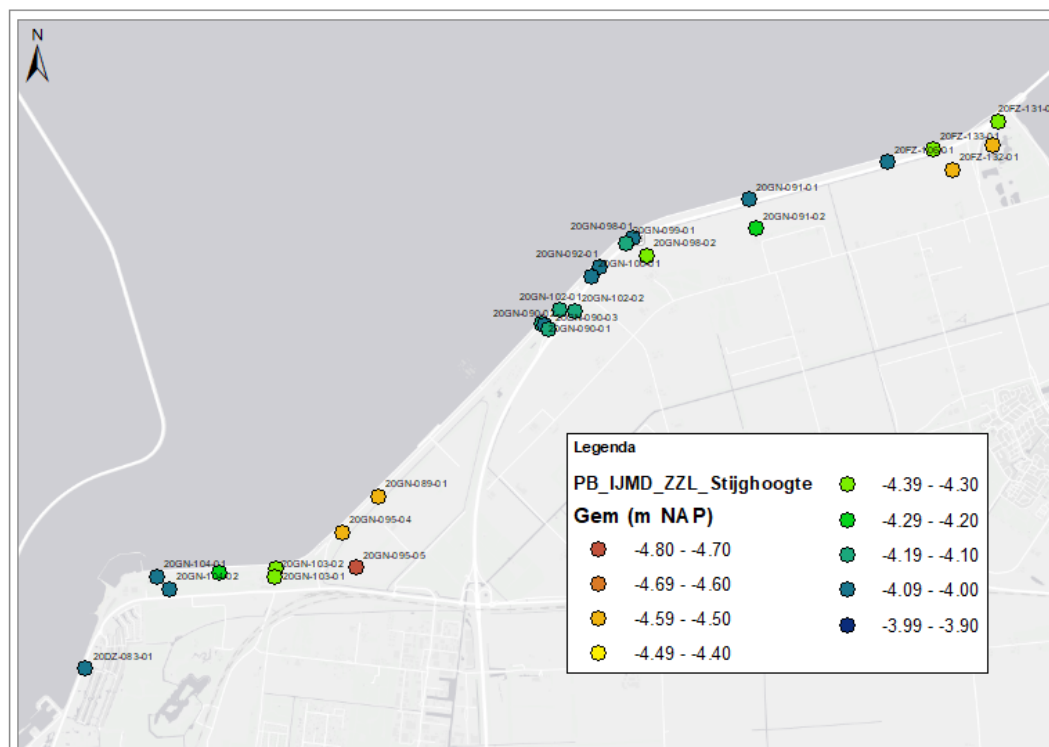 N
20FZ-131-0
20FZ-133-01
20FZ-106-01
20FZ-132-01
20GN-091-01
20GN-091-02
20GN-098-01
20GN-099-01
20GN-098-02
20GN-092-01
20GN-102-01
20GN-102-02
20GN-090-03
20GN-090-01
Legenda
PB_IJMD_ZZL_Stijghoogte
Gem (m NAP)
-4.80 - -4.70
-4.69 - -4.60
-4.59 - -4.50
-4.49 - -4.40
-4.39 - -4.30
-4.29 - -4.20
-4.19 - -4.10
-4.09 - -4.00
-3.99 - -3.90
20GN-089-01
20GN-095-04
20GN-095-05
20GN-103-02
20GN-103-01
20DZ-083-01